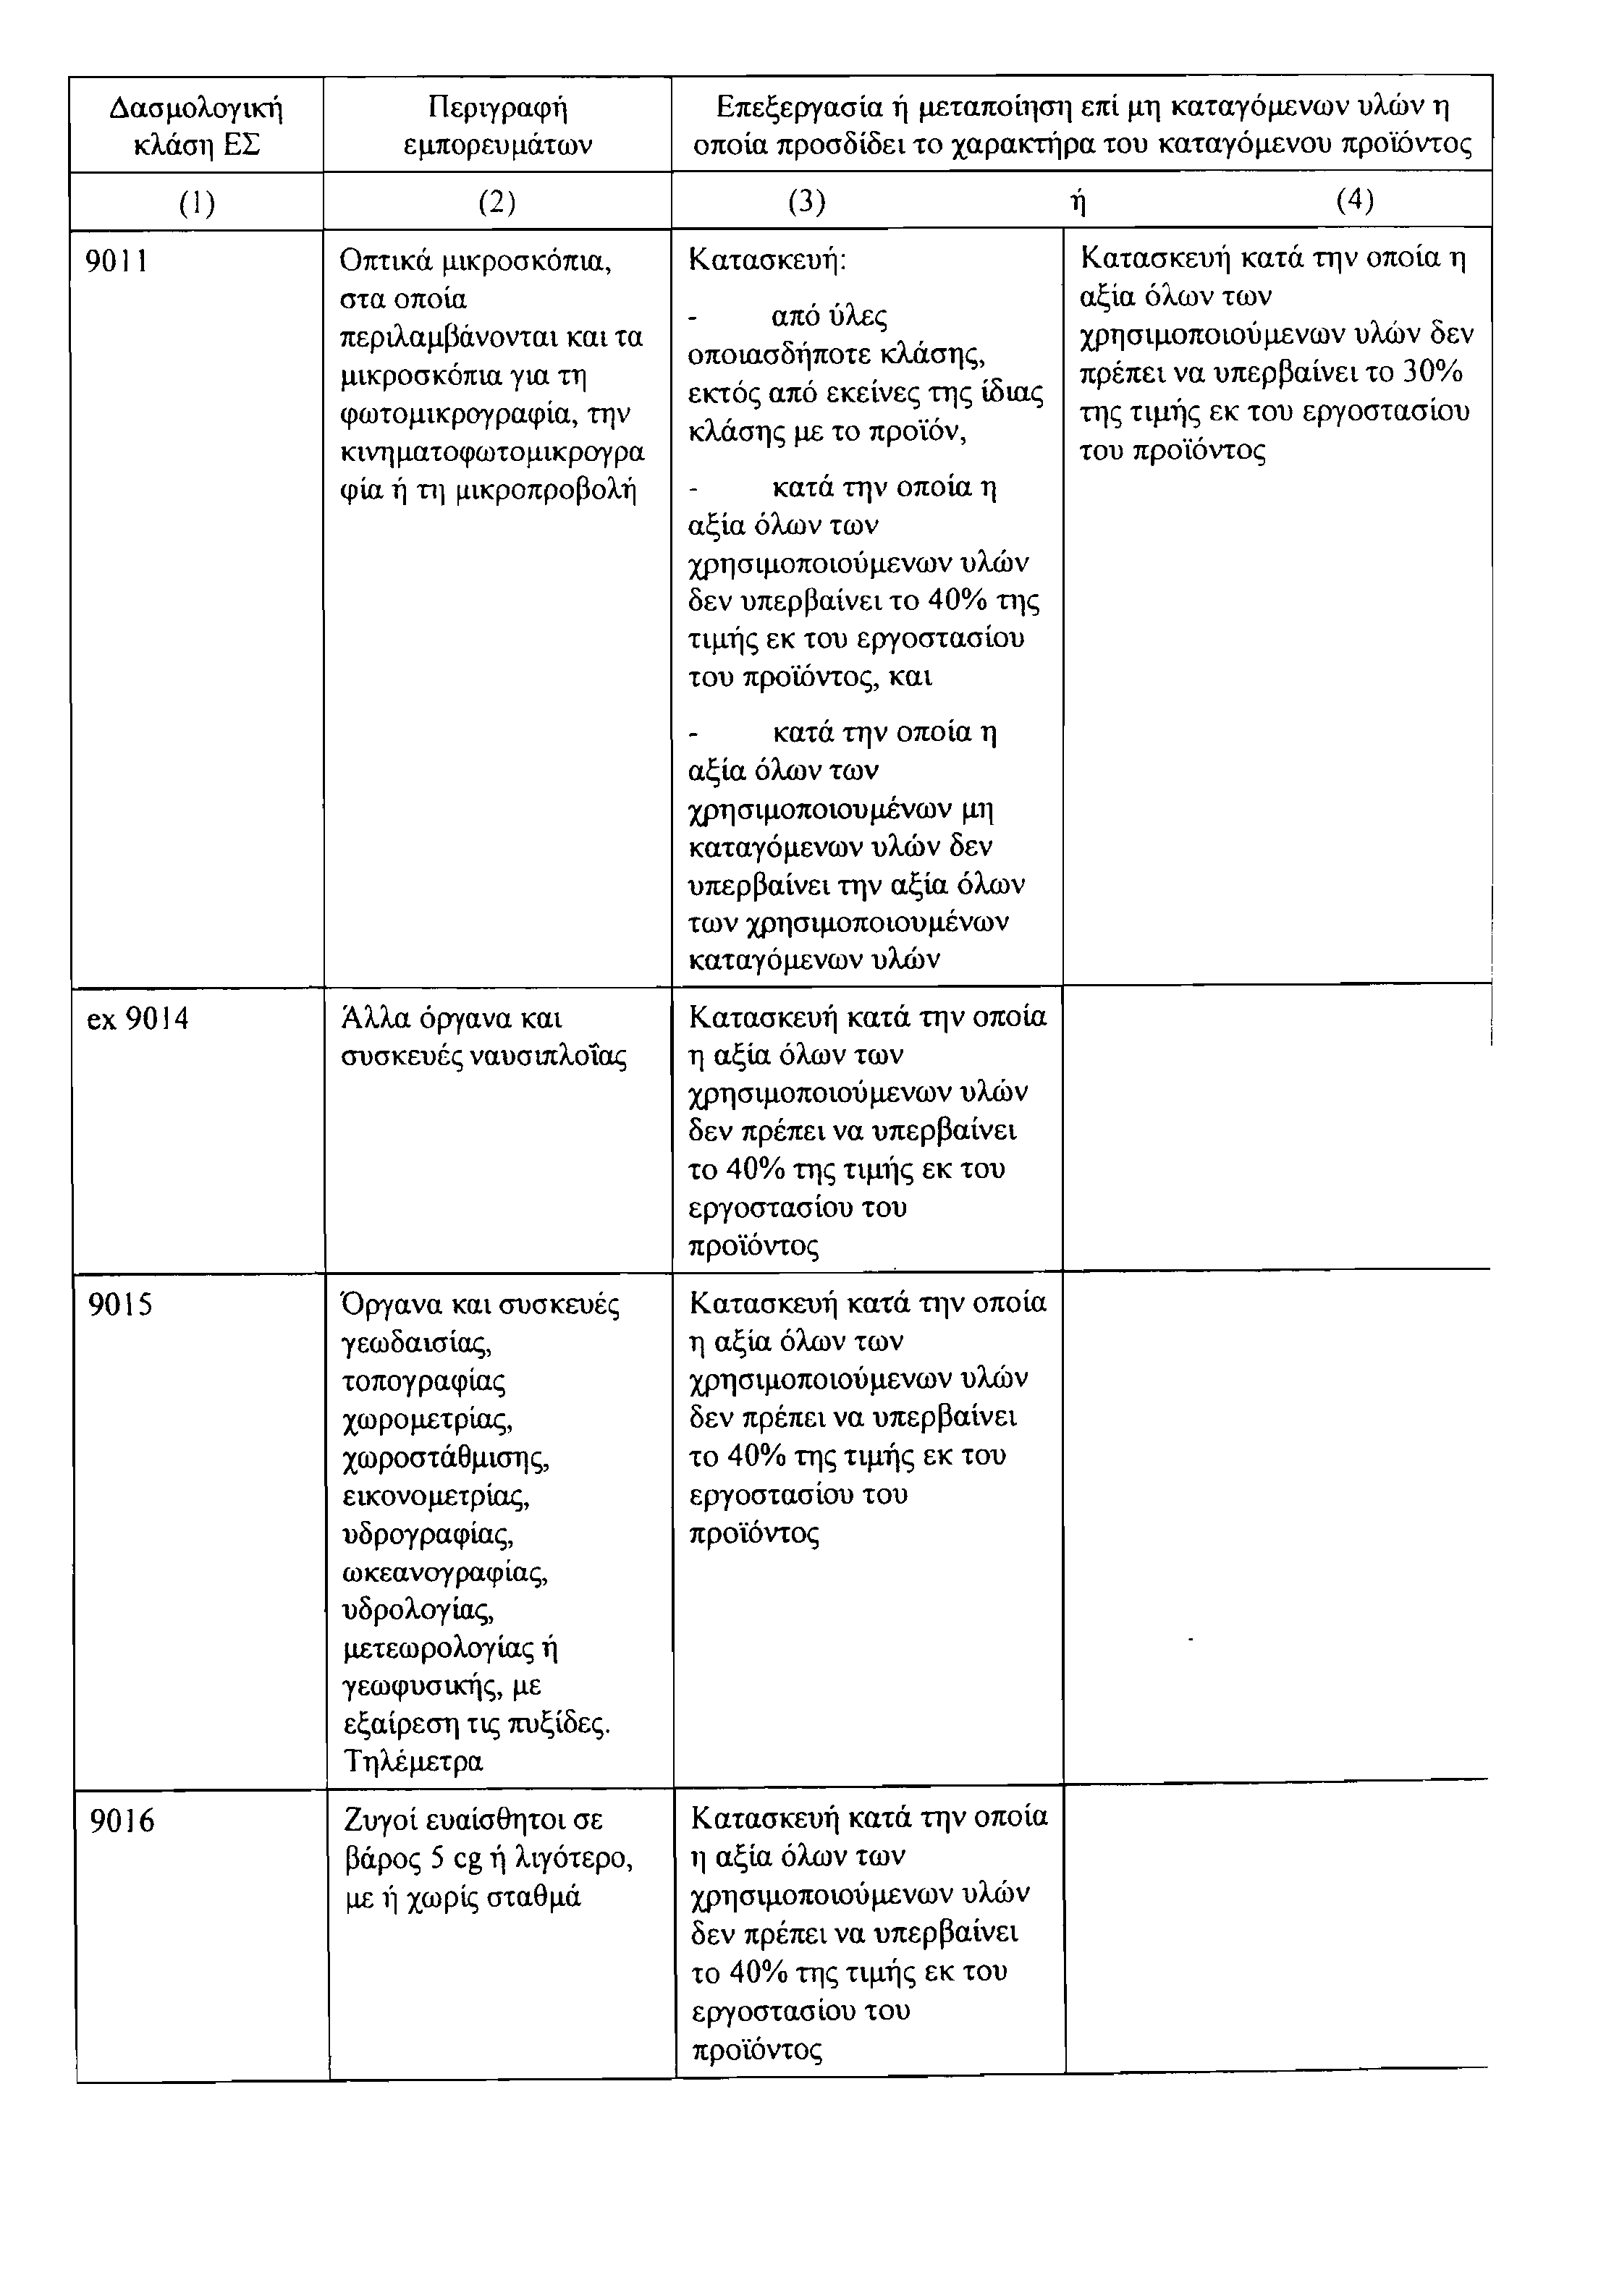 Δασμολογική
κλάση ΕΣ
Περιγραφή
εμπορευμάτων
Επεξεργασία ή μεταποίηση επί μη καταγόμενων υλών η
οποία προσδίδει το χαρακτήρα του καταγόμενου προϊόντος
(1)
(2)
(3) ή (4)
9011
Οπτικά μικροσκόπια,
στα οποία
περιλαμβάνονται και τα
μικροσκόπια για τη
φωτομικρογραφία, την
κινηματοφωτομικρογρα
φία ή τη μικροπροβολή
Κατασκευή:
- από ύλες
οποιασδήποτε κλάσης,
εκτός από εκείνες της ίδιας
κλάσης με το προϊόν,
- κατά την οποία η
αξία όλων των
χρησιμοποιούμενων υλών
δεν υπερβαίνει το 40% της
τιμής εκ του εργοστασίου
του προϊόντος, και
- κατά την οποία η
αξία όλων των
χρησιμοποιουμένων μη
καταγόμενων υλών δεν
υπερβαίνει την αξία όλων
των χρησιμοποιουμένων
καταγόμενων υλών
Κατασκευή κατά την οποία η
αξία όλων των
χρησιμοποιούμενων υλών δεν
πρέπει να υπερβαίνει το 30%
της τιμής εκ του εργοστασίου
του προϊόντος
ex 9014
Άλλα όργανα και
συσκευές ναυσιπλοΐας
Κατασκευή κατά την οποία
η αξία όλων των
χρησιμοποιούμενων υλών
δεν πρέπει να υπερβαίνει
το 40% της τιμής εκ του
εργοστασίου του
προϊόντος
9015
Όργανα και συσκευές
γεωδαισίας,
τοπογραφίας
χωρομετρίας,
χωροστάθμισης,
εικονομετρίας,
υδρογραφίας,
ωκεανογραφίας,
υδρολογίας,
μετεωρολογίας ή
γεωφυσικής, με
εξαίρεση τις πυξίδες.
Τηλέμετρα
Κατασκευή κατά την οποία
η αξία όλων των
χρησιμοποιούμενων υλών
δεν πρέπει να υπερβαίνει
το 40% της τιμής εκ του
εργοστασίου του
προϊόντος
9016
Ζυγοί ευαίσθητοι σε
βάρος 5 cg ή λιγότερο,
με ή χωρίς σταθμά
Κατασκευή κατά την οποία
η αξία όλων των
χρησιμοποιούμενων υλών
δεν πρέπει να υπερβαίνει
το 40% της τιμής εκ του
εργοστασίου του
προϊόντος